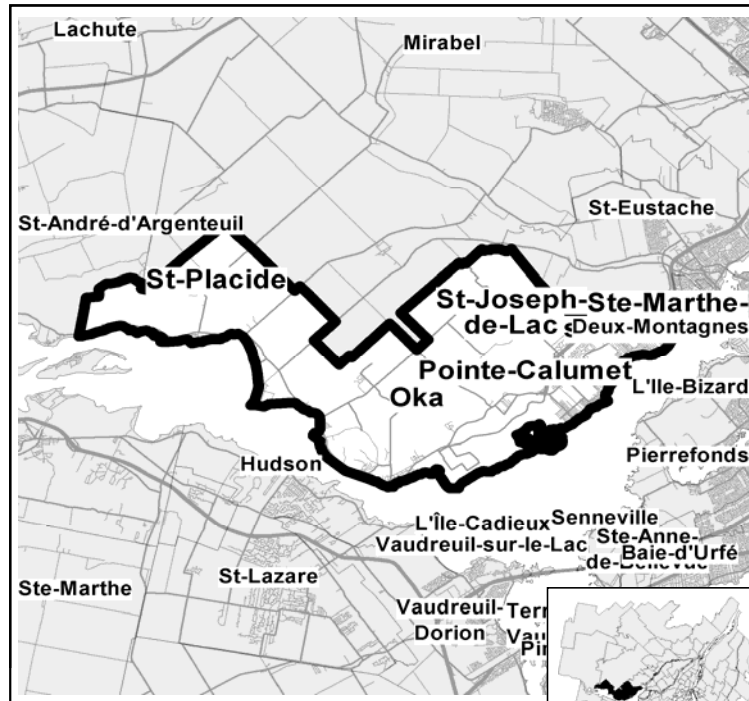 Lachute
Mirabel
St-Eustache
St-André-d'Argenteuil
St-Placide
St-Joseph-
de-Lac
Ste-Marthe-
Deux-Montagnes
Pointe-Calumet
L'Ile-Bizard
Oka
Pierrefonds
Hudson
L'Île-Cadieux
Senneville
Vaudreuil-sur-le-Lac
Ste-Anne-
de-Bellevue
Baie-d'Urfé
St-Lazare
Ste-Marthe
Vaudreuil-
Dorion